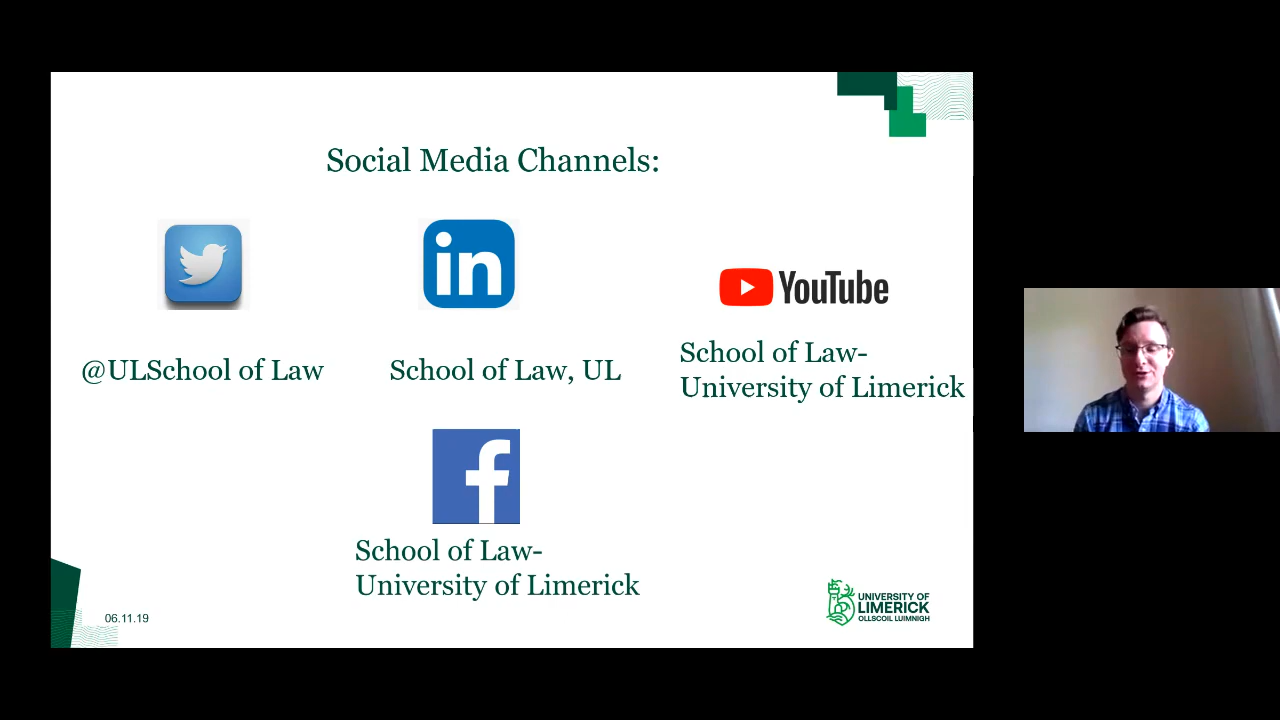 Social Media Channels:
in
YouTube
@ULSchool of Law
School of Law, UL
School of Law-
University of Limerick
f
School of Law-
University of Limerick
06.11.19
UNIVERSITY OF
LIMERICK
OLLSCOIL LUIMNIGH